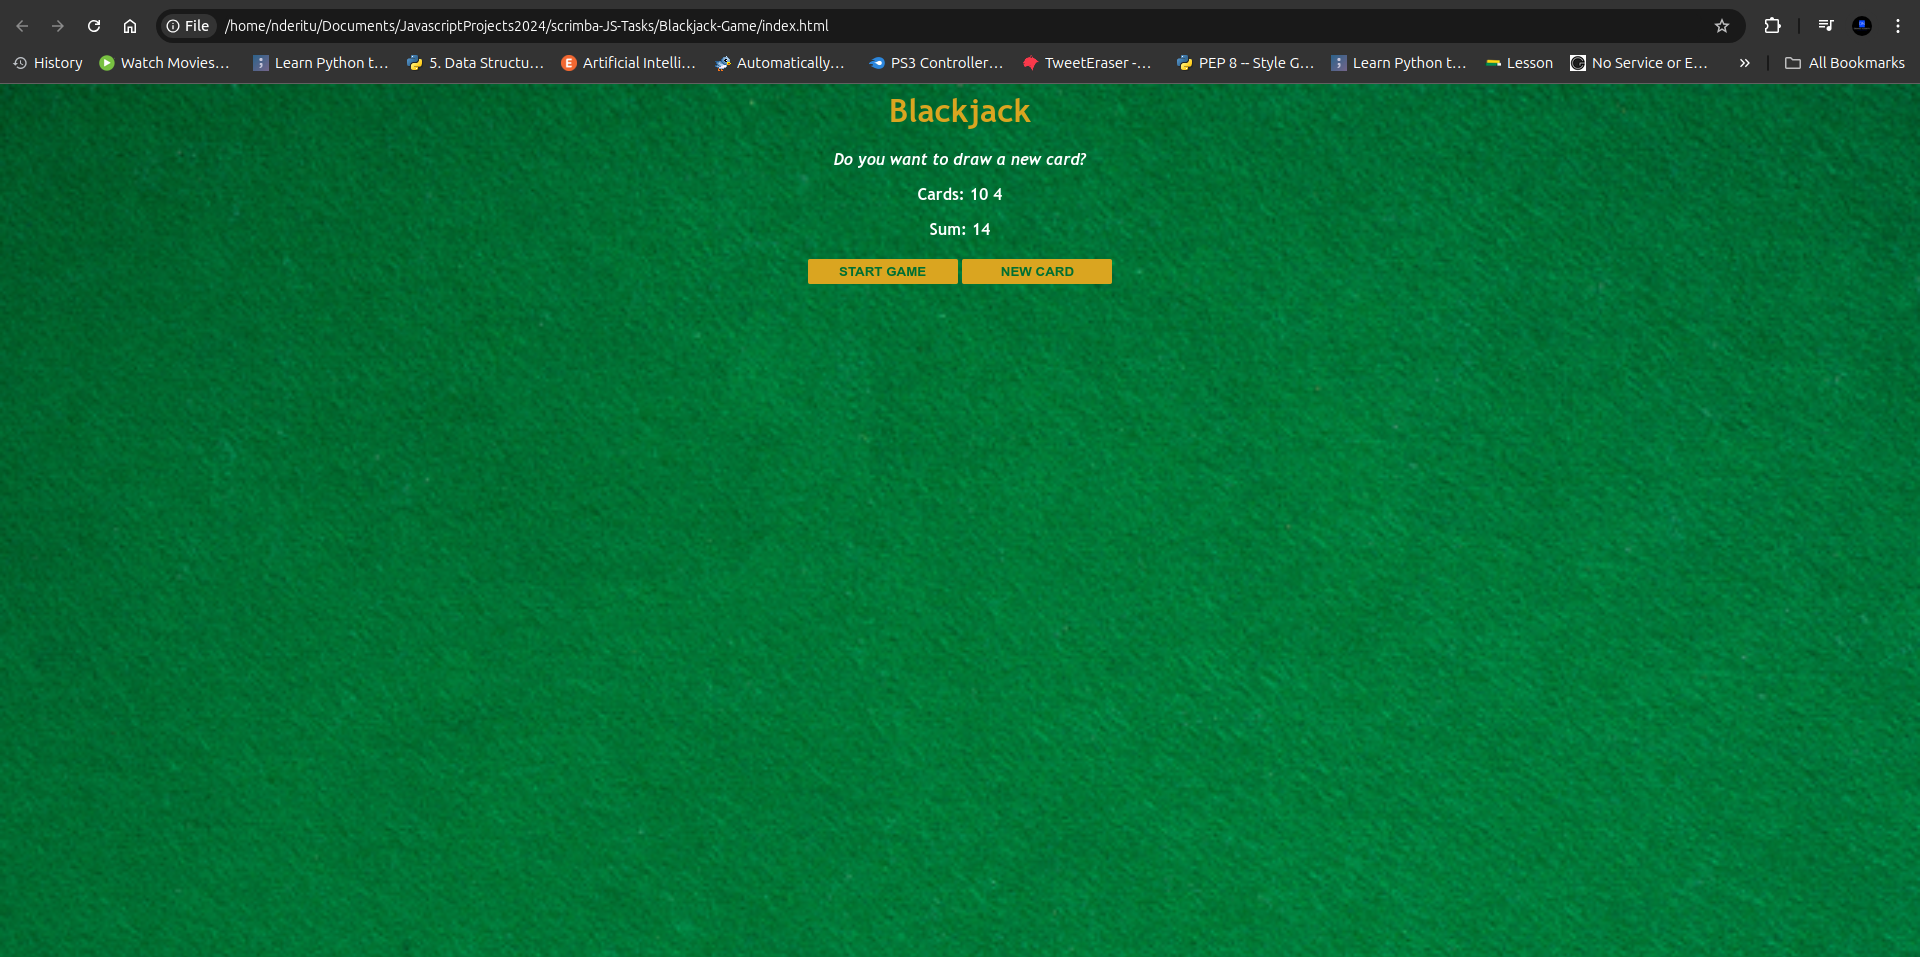 File /home/nderitu/Documents/JavascriptProjects2024/scrimba-JS-Tasks/Blackjack-Game/index.html
History Watch Movies... Learn Python t... 5. Data Structu... Artificial Intelli... Automatically... PS3 Controller... TweetEraser -... PEP 8 – Style G... Learn Python t... Lesson No Service or E... » All Bookmarks
Blackjack
Do you want to draw a new card?
Cards: 10 4
Sum: 14
START GAME NEW CARD